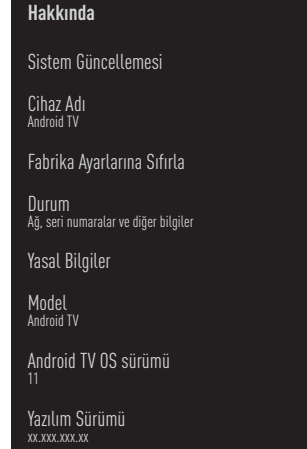 Hakkında
Sistem Güncellemesi
Cihaz Adı
Android TV
Fabrika Ayarlarına Sıfırla
Durum
Ağ, seri numaralar ve diğer bilgiler
Yasal Bilgiler
Model
Android TV
Android TV OS sürümü
11
Yazılım Sürümü
xx.xxx.xxx.xx